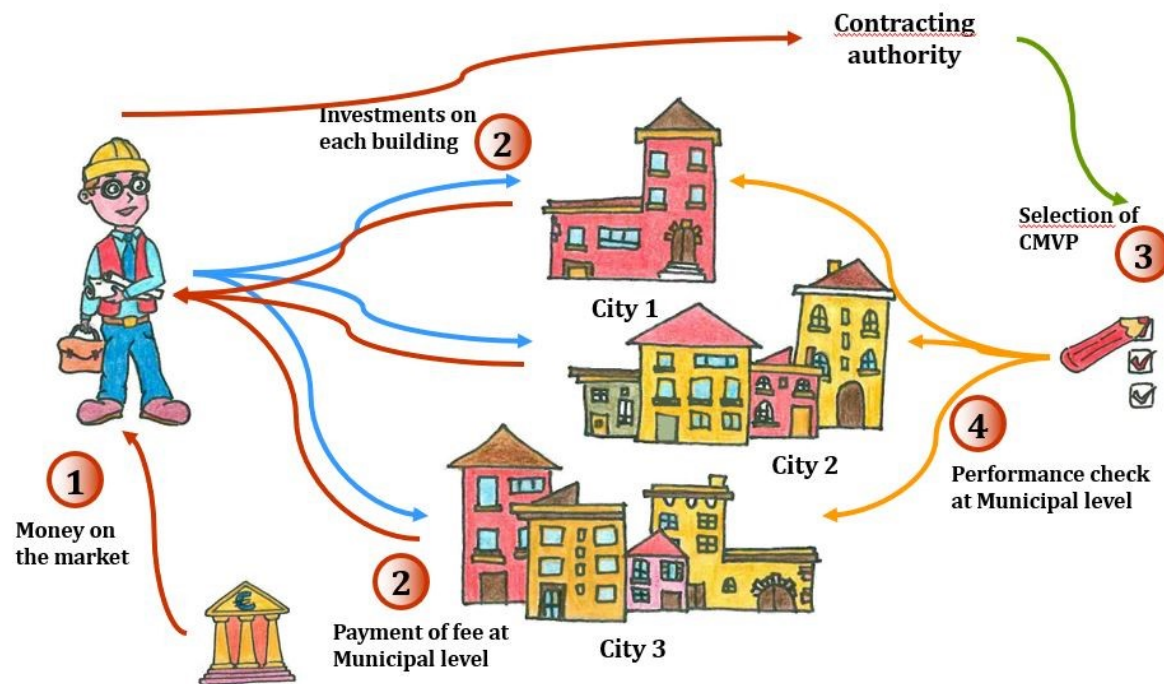 Contracting
authority
Investments on
each building
2
Selection of
CMVP
3
City 1
City 2
4
Performance check
at Municipal level
1
Money on
the market
2
Payment of fee at
Municipal level
City 3
€